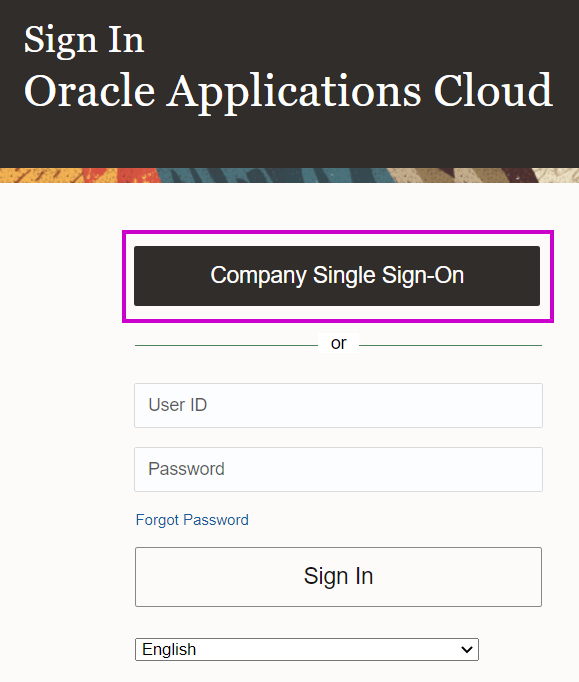 Sign In
Oracle Applications Cloud
Company Single Sign-On
or
User ID
Password
Forgot Password
Sign In
English